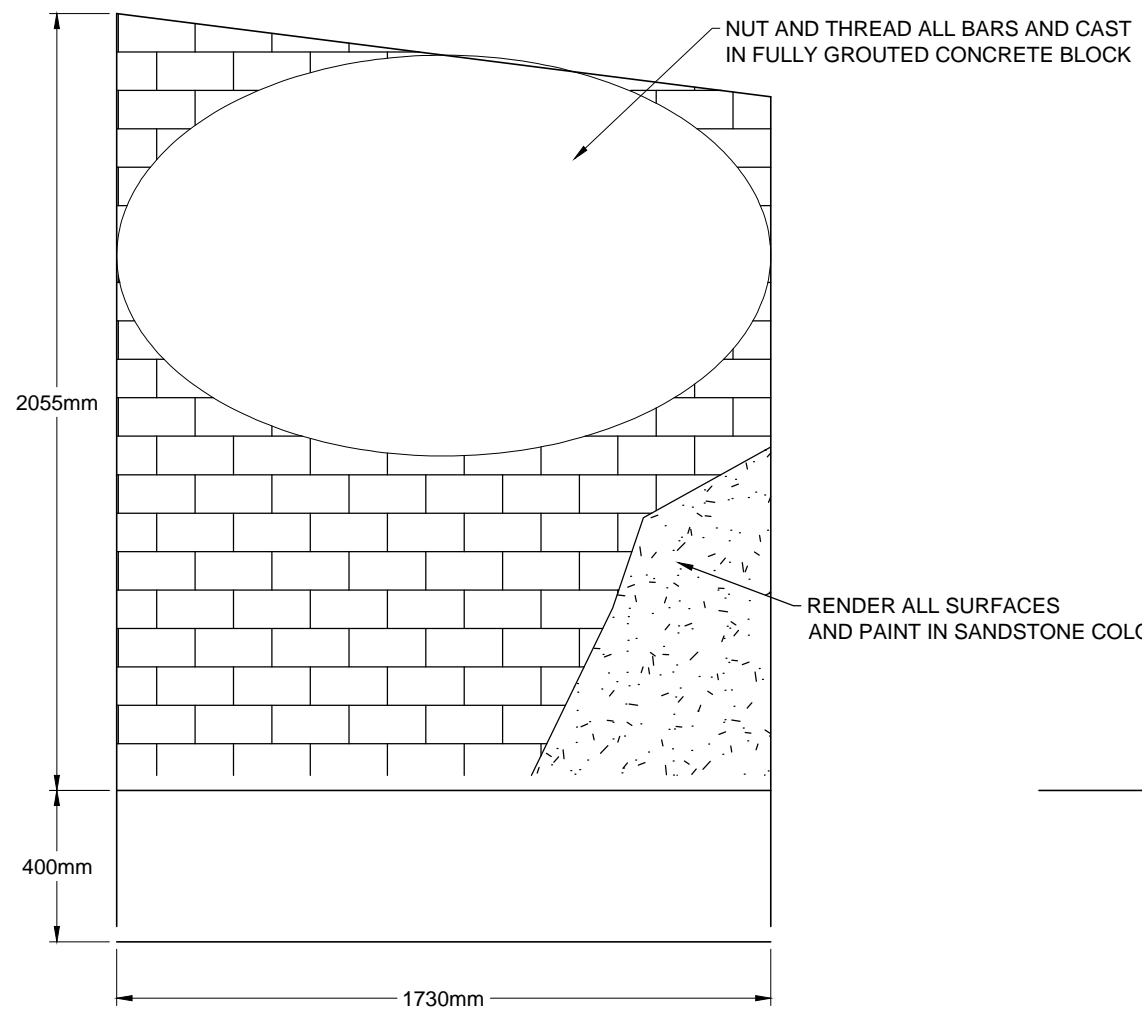 NUT AND THREAD ALL BARS AND CAST
IN FULLY GROUTED CONCRETE BLOCK
2055mm
RENDER ALL SURFACES
AND PAINT IN SANDSTONE
400mm
1730mm